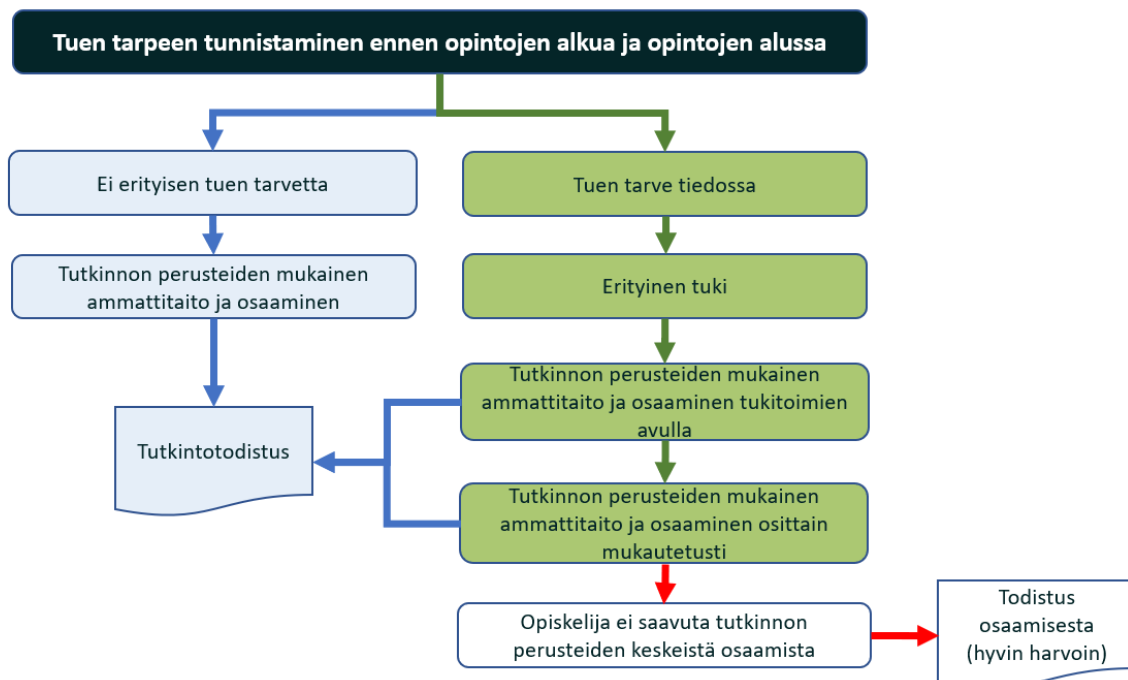 Tuen tarpeen tunnistaminen ennen opintojen alkua ja opintojen alussa
Ei erityisen tuen tarvetta
Tuen tarve tiedossa
Tutkinnon perusteiden mukainen
ammattitaito ja osaaminen
Erityinen tuki
Tutkinnon perusteiden mukainen
ammattitaito ja osaaminen tukitoimien
avulla
Tutkintotodistus
Tutkinnon perusteiden mukainen
ammattitaito ja osaaminen osittain
mukautetusti
Opiskelija ei saavuta tutkinnon
perusteiden keskeistä osaamista
Todistus
osaamisesta
(hyvin harvoin)